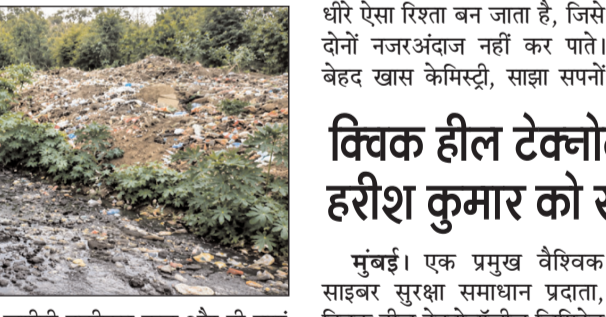 धीरे ऐसा रिश्ता बन जाता है, जिसे
दोनों नजरअंदाज नहीं कर पाते।
बेहद खास केमिस्ट्री, साझा सपनों
क्विक हील
हरीश कुमार को
मुंबई। एक प्रमुख वैश्विक
साइबर सुरक्षा समाधान प्रदाता,